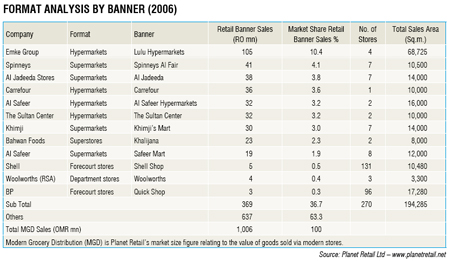 FORMAT ANALYSIS BY BANNER (2006)
Company Format Banner Retail Banner Sales (RO mn) Market Share Retail Banner Sales % No. of Stores Total Sales Area (Sq.m.)
Emke Group Hypermarkets Lulu Hypermarkets 105 10.4 4 68,725
Spinneys Supermarkets Spinneys Al Fair 41 4.1 7 10,500
Al Jadeeda Stores Supermarkets Al Jadeeda 38 3.8 7 14,000
Carrefour Hypermarkets Carrefour 36 3.6 1 10,000
Al Safeer Hypermarkets Al Safeer Hypermarkets 32 3.2 2 16,000
The Sultan Center Hypermarkets The Sultan Center 32 3.2 2 10,000
Khimji Supermarkets Khimji's Mart 30 3.0 7 14,000
Bahwan Foods Superstores Khalijana 23 2.3 2 8,000
Al Safeer Supermarkets Safeer Mart 19 1.9 8 12,000
Shell Forecourt stores Shell Shop 5 0.5 131 10,480
Woolworths (RSA) Department stores Woolworths 4 0.4 3 3,300
BP Forecourt stores Quick Shop 3 0.3 96 17,280
Sub Total 369 36.7 270 194,285
Others 637 63.3
Total MGD Sales (OMR mn) 1,006 100
Modern Grocery Distribution (MGD) is Planet Retail's market size figure relating to the value of goods sold via modern stores.
Source: Planet Retail Ltd – www.planetretail.net